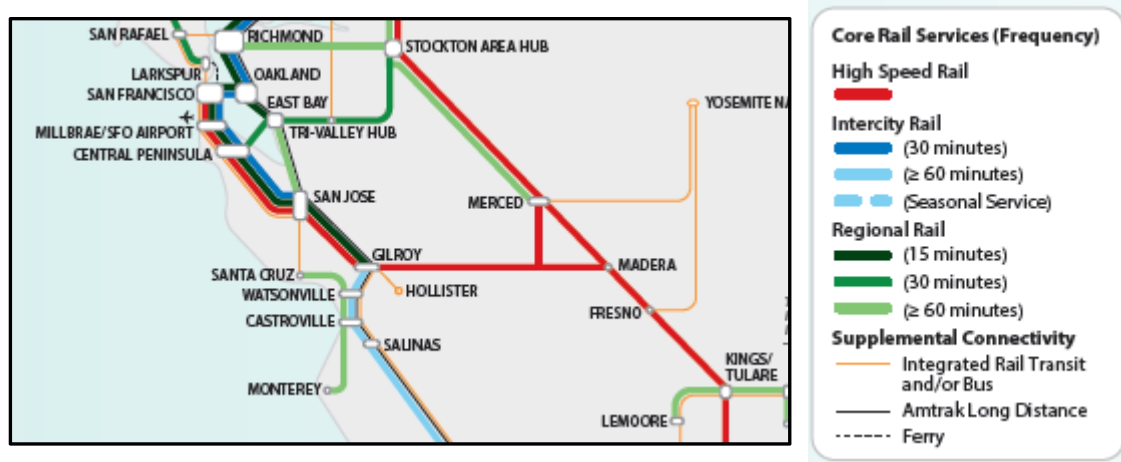 SAN RAFAEL
RICHMOND
STOCKTON AREA HUB
LARKSPUR
OAKLAND
SAN FRANCISCO
EAST BAY
YOSEMITE NA
MILLBRAE/SFO AIRPORT
TRI-VALLEY HUB
CENTRAL PENINSULA
SAN JOSE
MERCED
GILROY
SANTA CRUZ
MADERA
WATSONVILLE
HOLLISTER
CASTROVILLE
FRESNO
SALINAS
KINGS/
TULARE
MONTEREY
LEMOORE
Core Rail Services (Frequency)
High Speed Rail
Intercity Rail
(30 minutes)
(≥ 60 minutes)
(Seasonal Service)
Regional Rail
(15 minutes)
(30 minutes)
(≥ 60 minutes)
Supplemental Connectivity
Integrated Rail Transit
and/or Bus
Amtrak Long Distance
Ferry